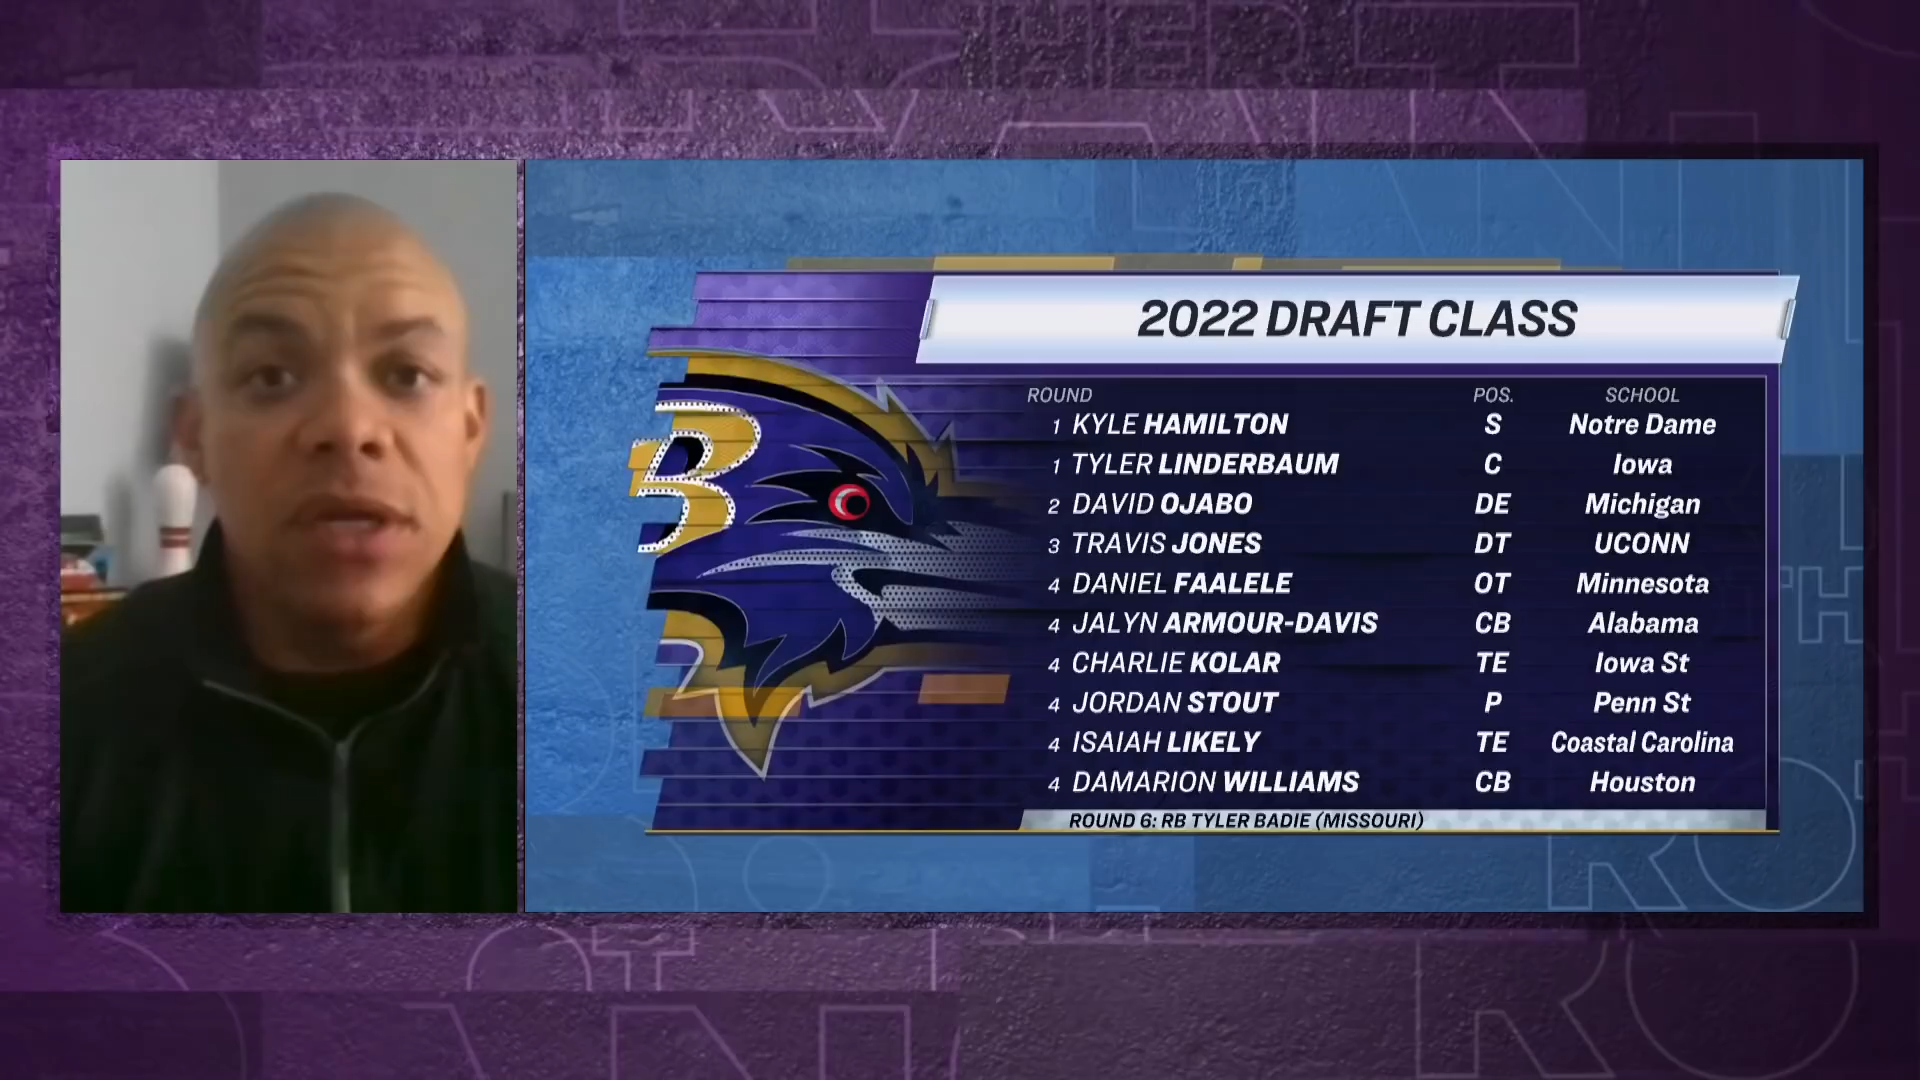 2022 DRAFT CLASS
ROUND POS. SCHOOL
1 KYLE HAMILTON S Notre Dame
1 TYLER LINDERBAUM C Iowa
2 DAVID OJABO DE Michigan
3 TRAVIS JONES DT UCONN
4 DANIEL FAALELE OT Minnesota
4 JALYN ARMOUR-DAVIS CB Alabama
4 CHARLIE KOLAR TE Iowa St
4 JORDAN STOUT P Penn St
4 ISAIAH LIKELY TE Coastal Carolina
4 DAMARION WILLIAMS CB Houston
ROUND 6: RB TYLER BADIE (MISSOURI)
B